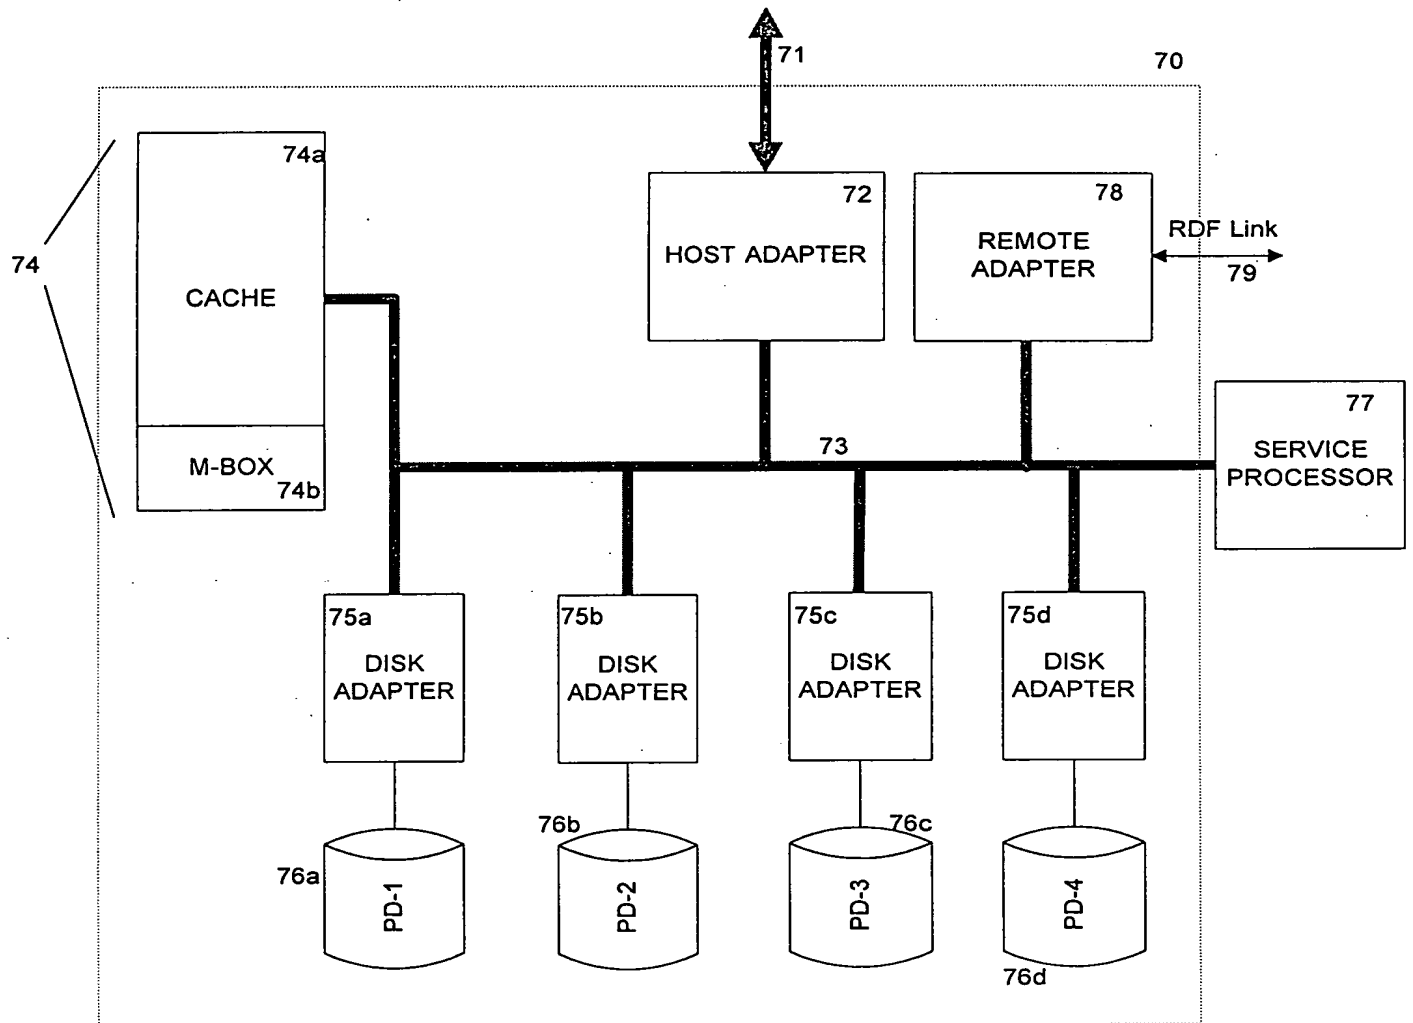 71
70
74a
72
78
HOST ADAPTER
REMOTE
ADAPTER
RDF Link
79
74
CACHE
77
SERVICE
PROCESSOR
73
M-BOX
74b
75a
DISK
ADAPTER
75b
DISK
ADAPTER
75c
DISK
ADAPTER
75d
DISK
ADAPTER
76a
PD-1
76b
PD-2
76c
PD-3
PD-4
76d